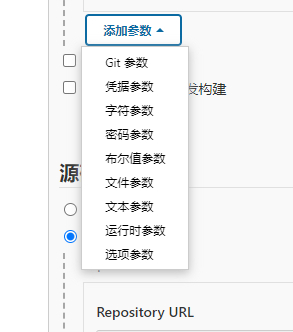 添加参数
Git 参数
凭据参数
字符参数
密码参数
发构建
布尔值参数
文件参数
源
文本参数
运行时参数
选项参数
Repository URL